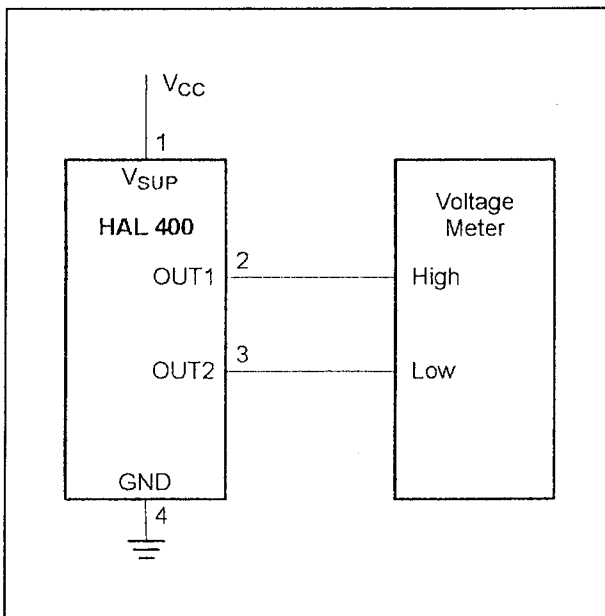 VCC
1
VSUP
HAL 400
OUT1
2
OUT2
3
GND
4
Voltage
Meter
High
Low